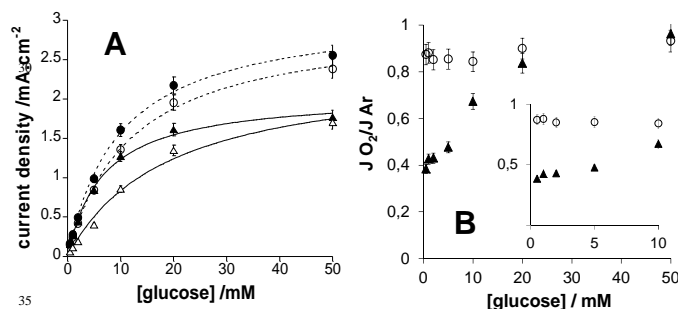 A
current density /mA.cm-2
3
2.5
2
1.5
1
0.5
0
0 10 20 30 40 50
[glucose] /mM
30
35
B
J O2/J Ar
1
0,8
0,6
0,4
0,2
0
0 10 20 30 40 50
[glucose] / mM
1
0,5
0 5 10